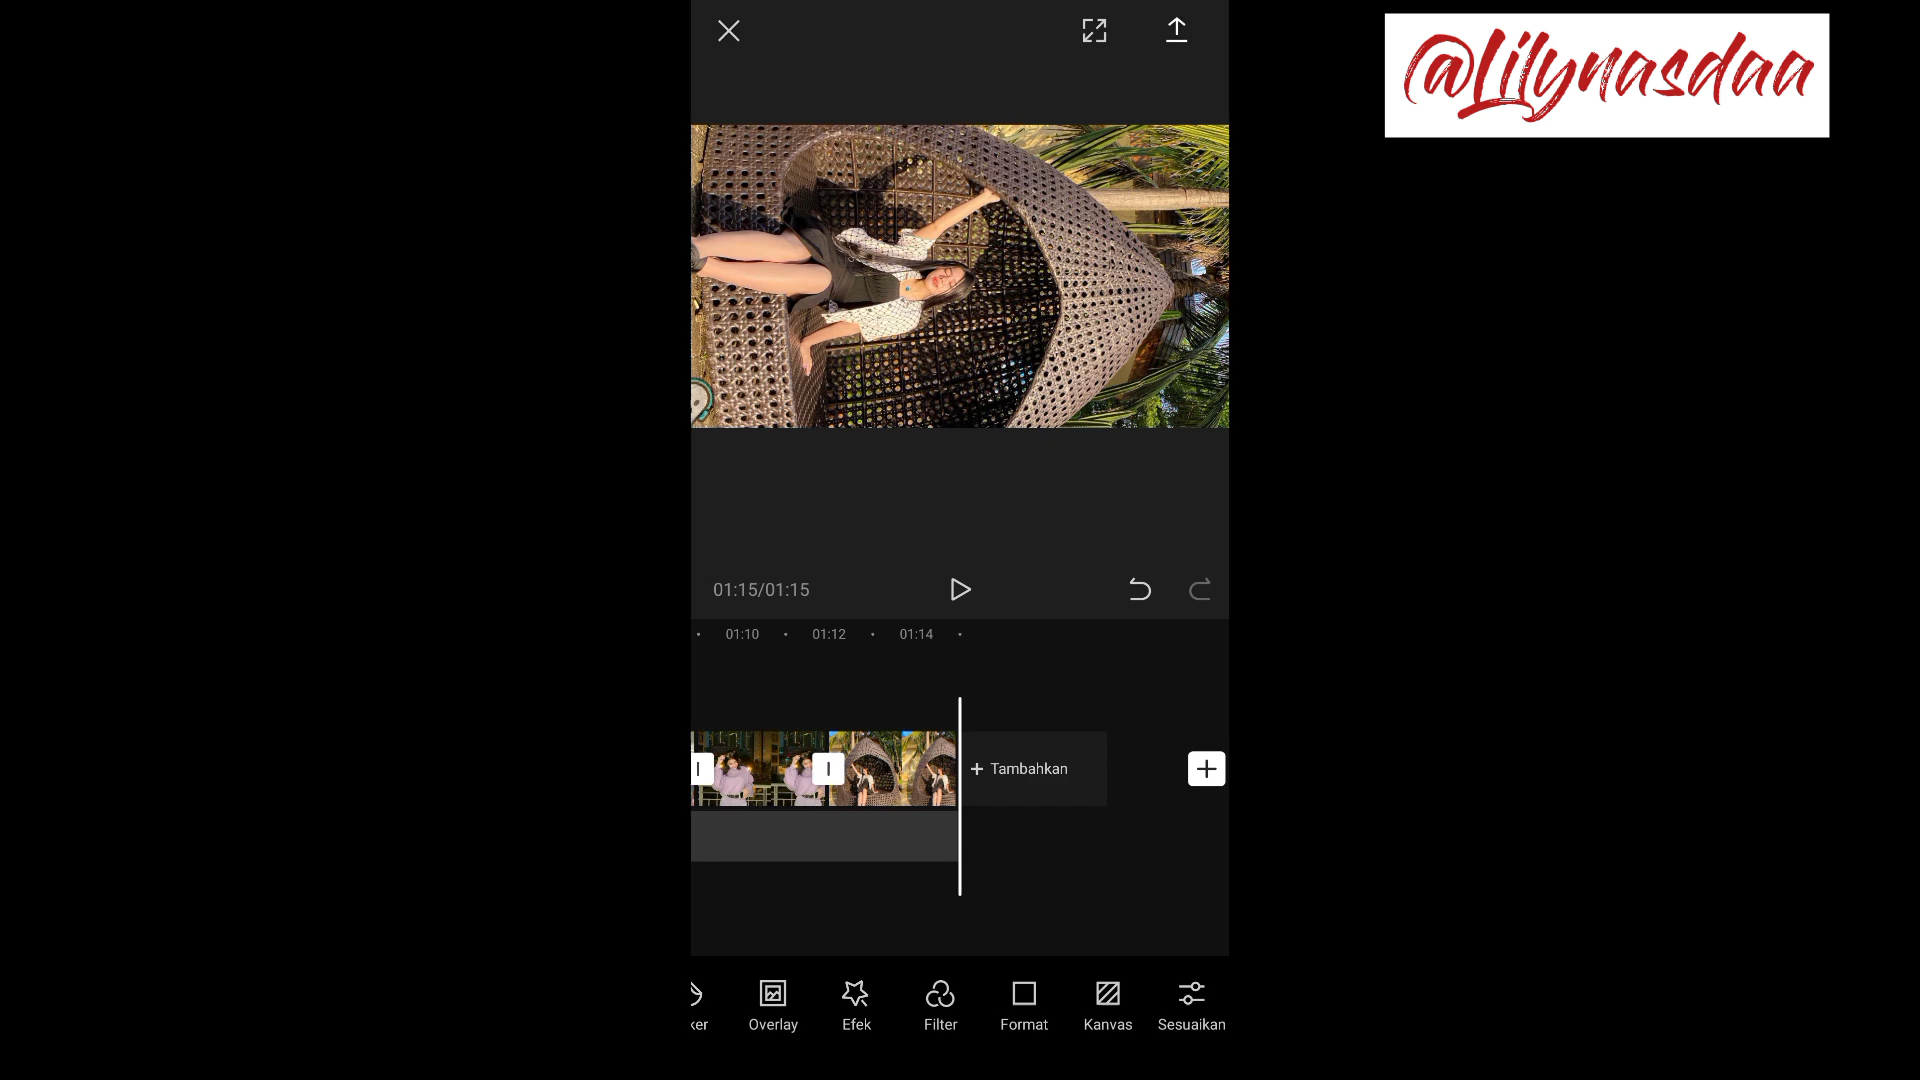 @Lilynasdaa
01:15/01:15
01:10 01:12 01:14
+ Tambahkan
ker Overlay Efek Filter Format Kanvas Sesuaikan